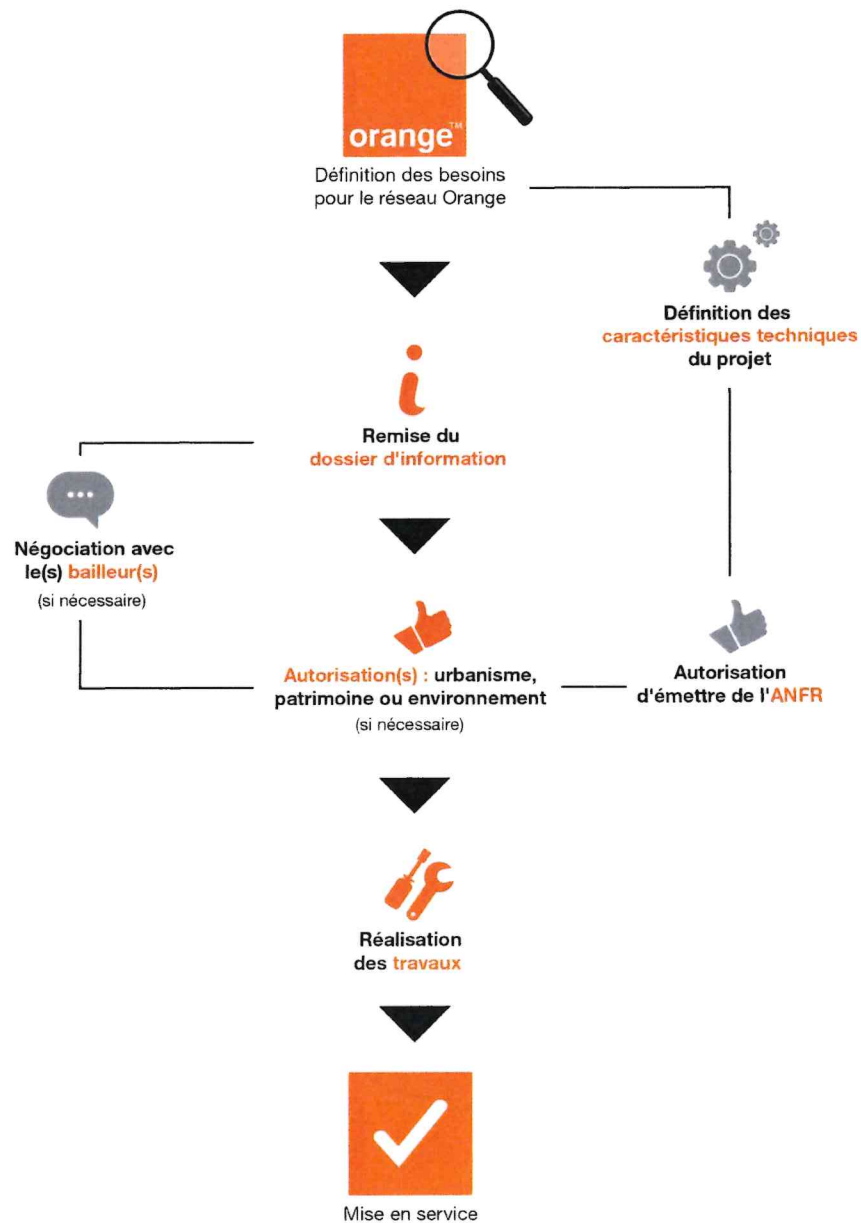 orange™
Définition des besoins
pour le réseau Orange
Définition des
caractéristiques techniques
du projet
Remise du
dossier d'information
Négociation avec
le(s) bailleur(s)
(si nécessaire)
Autorisation(s) : urbanisme,
patrimoine ou environnement
(si nécessaire)
Autorisation
d'émettre de l'ANFR
Réalisation
des travaux
Mise en service